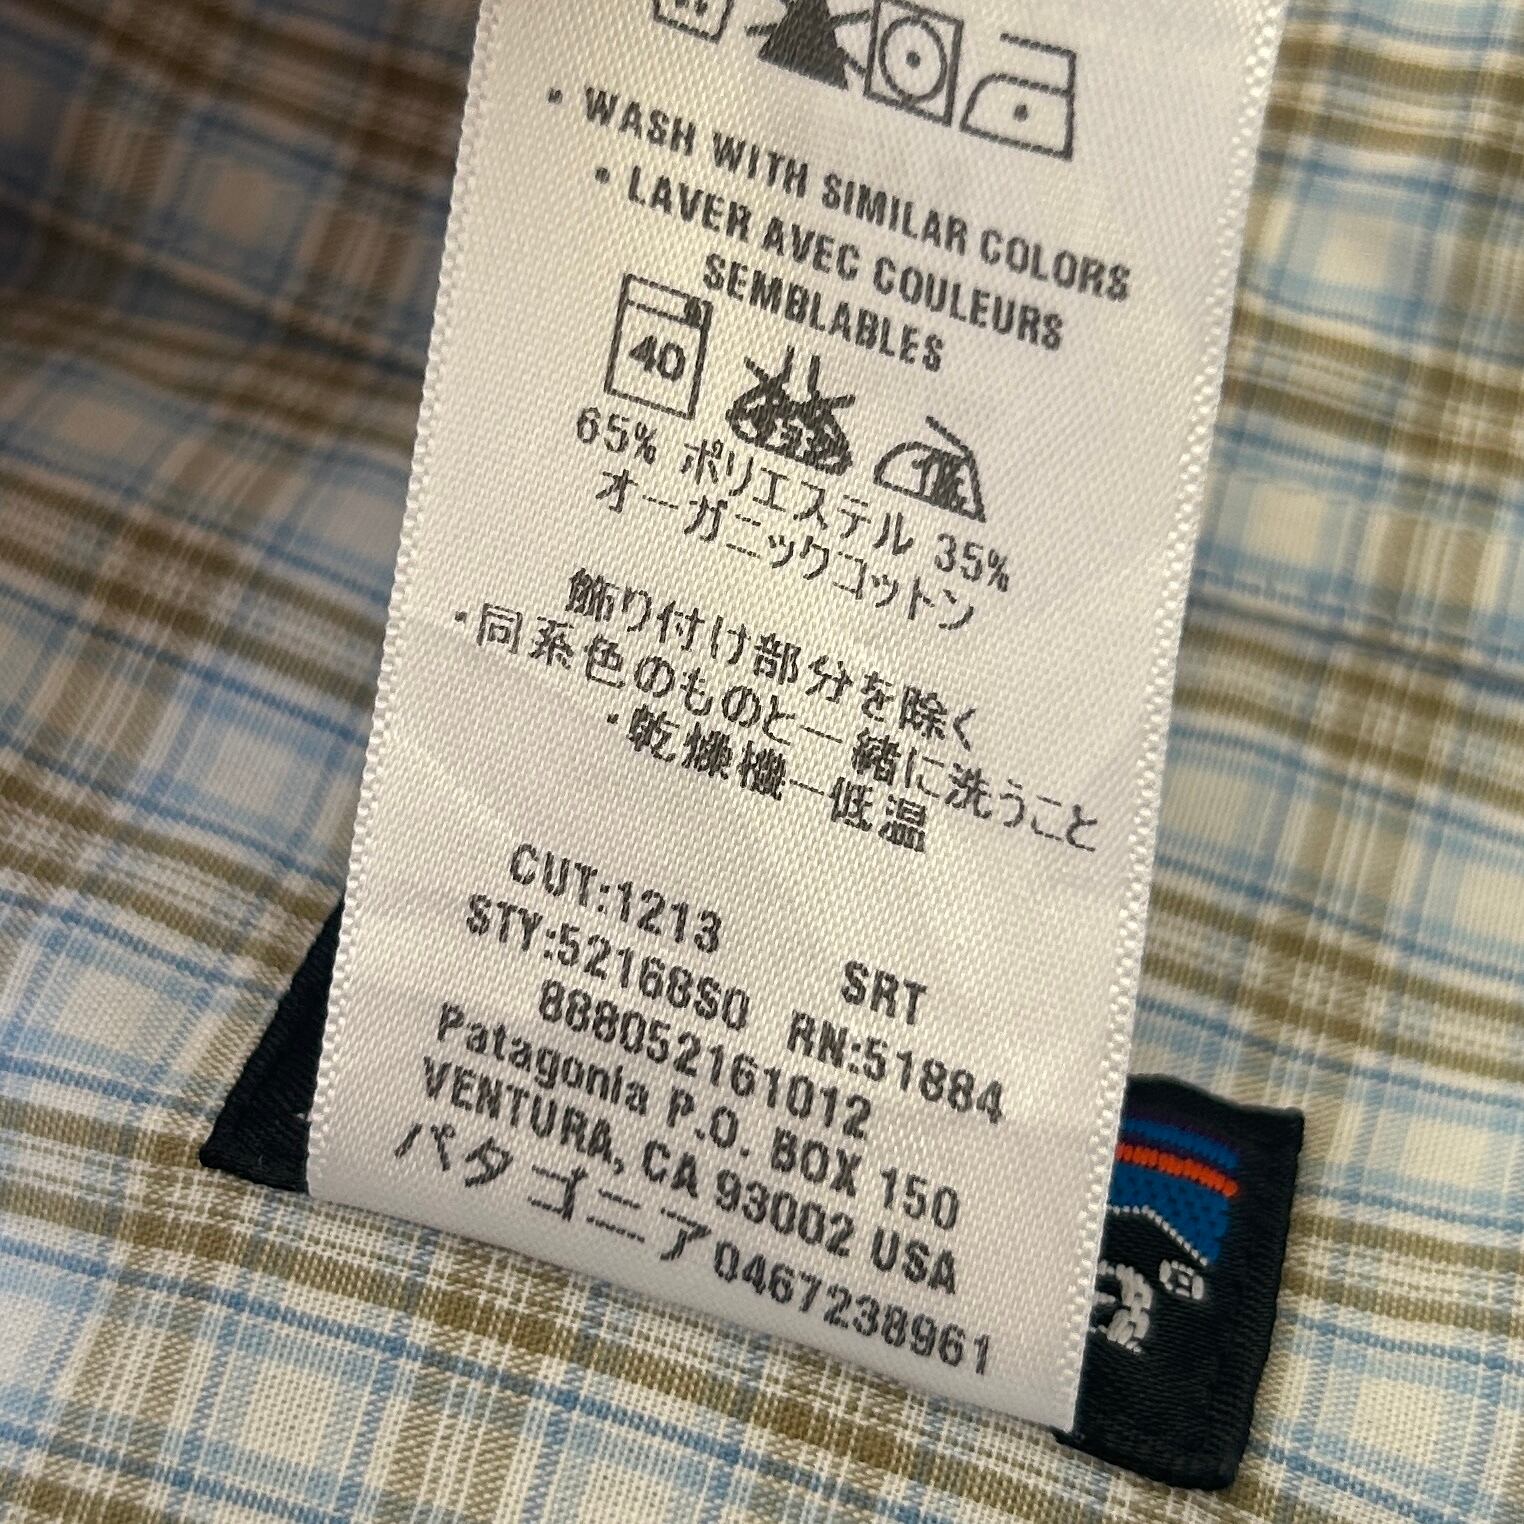 • WASH WITH SIMILAR COLORS
• LAVER AVEC COULEURS
SEMBLABLES
40
65% ポリエステル 35%
オーガニックコットン
飾り付け部分を除く
・同系色のものと一緒に洗うこと
・乾燥機ー低温
CUT:1213
SRT
STY:52168S0 RN:51884
888052161012
Patagonia P.O. BOX 150
VENTURA, CA 93002 USA
パタゴニア0467238961